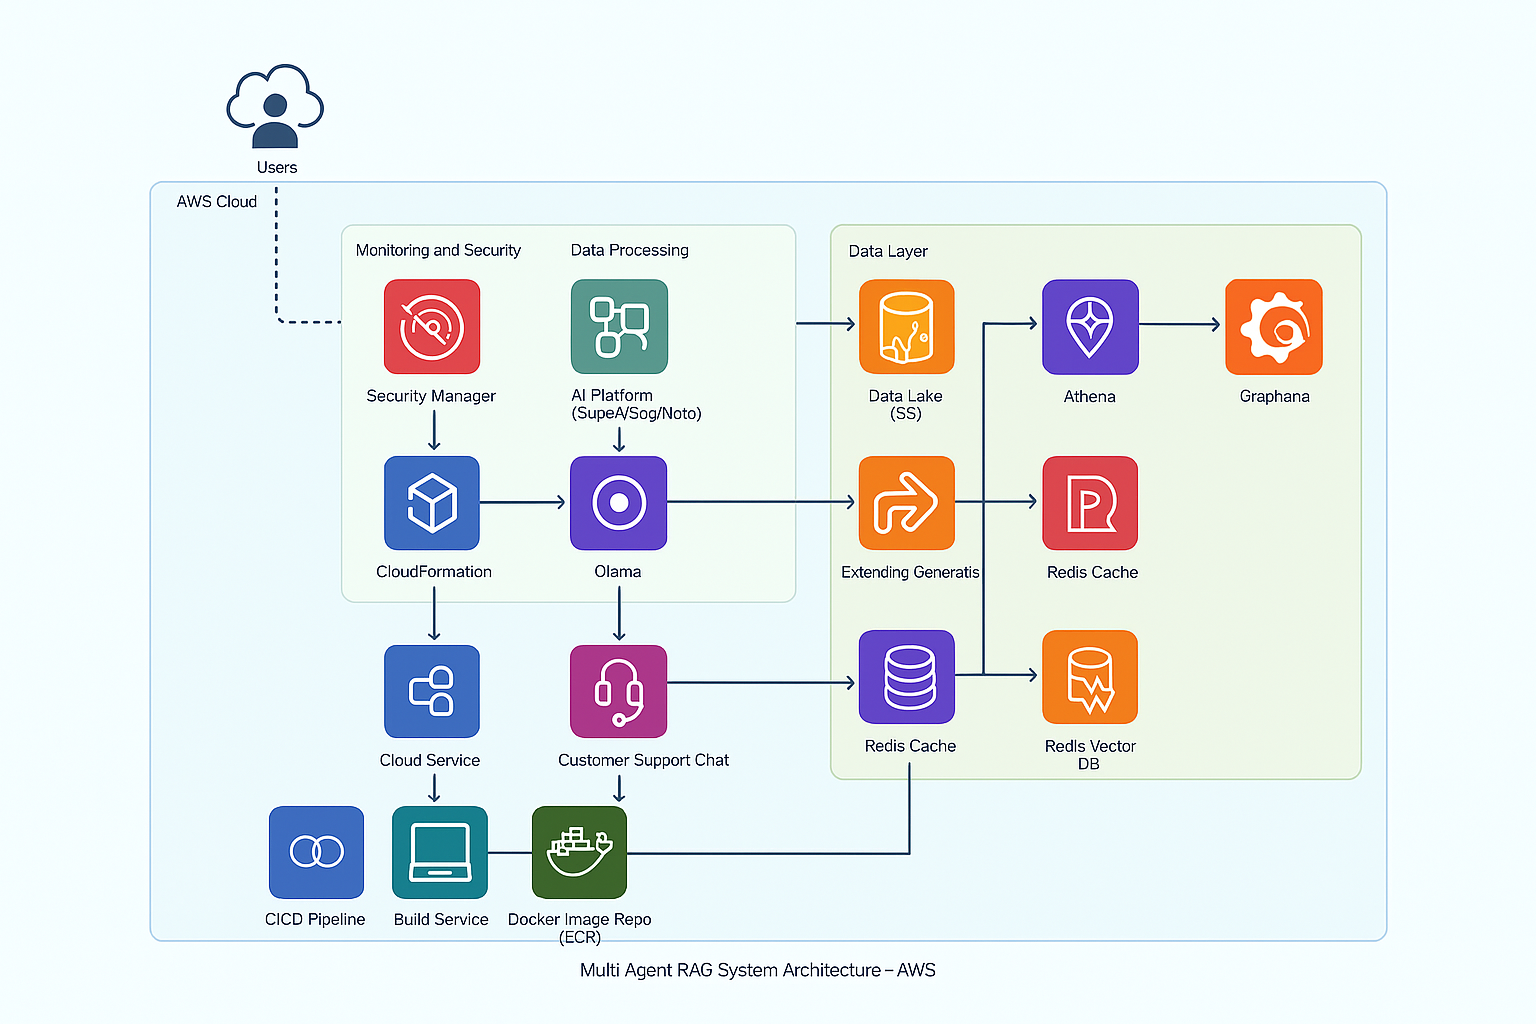 Users
AWS Cloud
Monitoring and Security
Data Processing
Data Layer
Security Manager
AI Platform
(SupeA/Sog/Noto)
Data Lake
(SS)
Athena
Graphana
CloudFormation
Olama
Extending Generatis
Redis Cache
Cloud Service
Customer Support Chat
Redis Cache
Redls Vector
DB
CICD Pipeline
Build Service
Docker Image Repo
(ECR)
Multi Agent RAG System Architecture – AWS